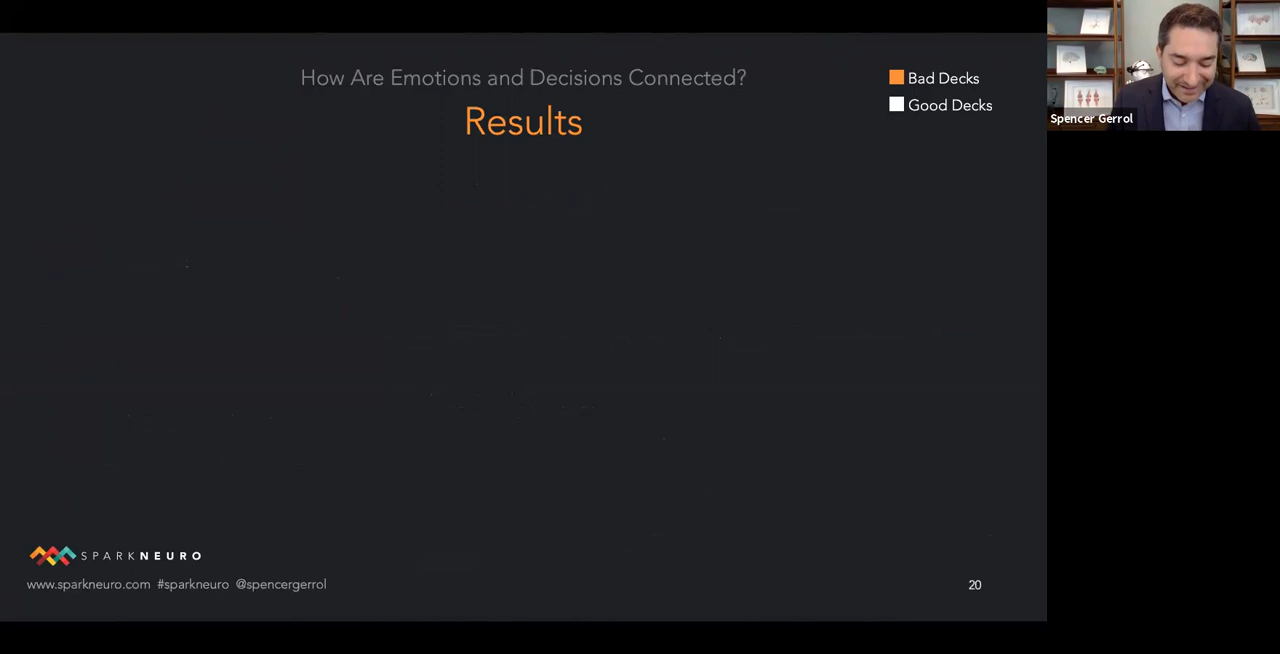 How Are Emotions and Decisions Connected?
Results
Bad Decks
Good Decks
Spencer Gerrol
SPARKNEURO
www.sparkneuro.com #sparkneuro @spencergerrol
20